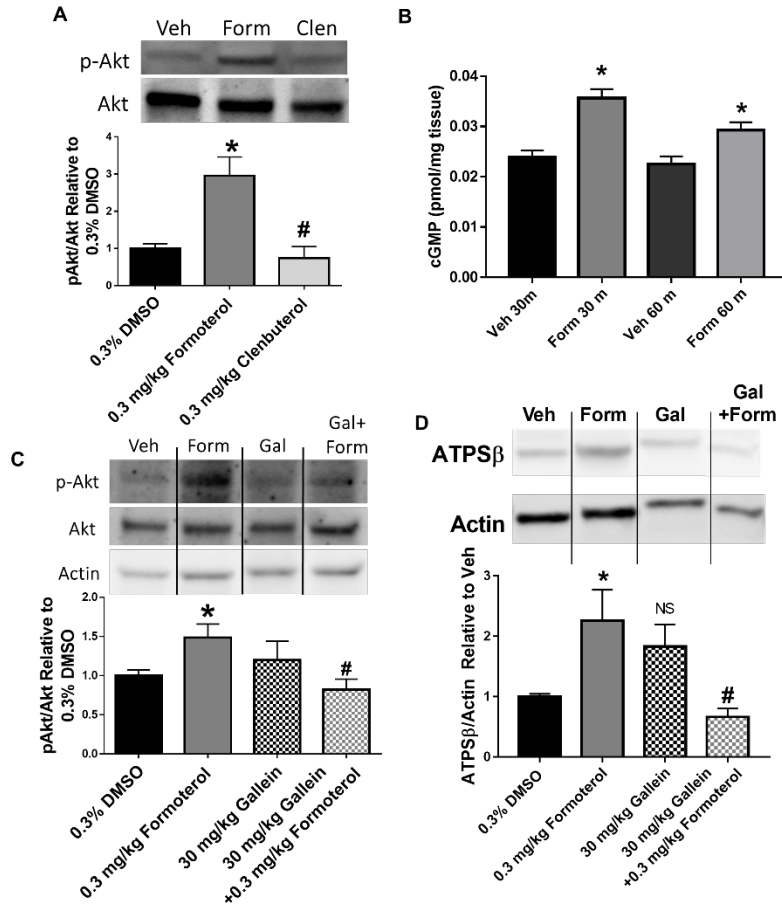 A
Veh Form Clen
p-Akt
Akt
pAkt/Akt Relative to
0.3% DMSO
4
3
2
1
0
*
#
0.3% DMSO
0.3 mg/kg Formoterol
0.3 mg/kg Clenbuterol
B
cGMP (pmol/mg tissue)
0.04
0.03
0.02
0.01
0.00
*
*
Veh 30m
Form 30 m
Veh 60 m
Form 60 m
C
Veh Form Gal Gal+
Form
p-Akt
Akt
Actin
pAkt/Akt Relative to
0.3% DMSO
2.0
1.5
1.0
0.5
0.0
*
#
0.3% DMSO
0.3 mg/kg Formoterol
30 mg/kg Gallein
30 mg/kg Gallein
+0.3 mg/kg Formoterol
D
Veh Form Gal Gal
+Form
ATPSβ
Actin
ATPSβ/Actin Relative to Veh
3
2
1
0
*
NS
#
0.3% DMSO
0.3 mg/kg Formoterol
30 mg/kg Gallein
30 mg/kg Gallein
+0.3 mg/kg Formoterol